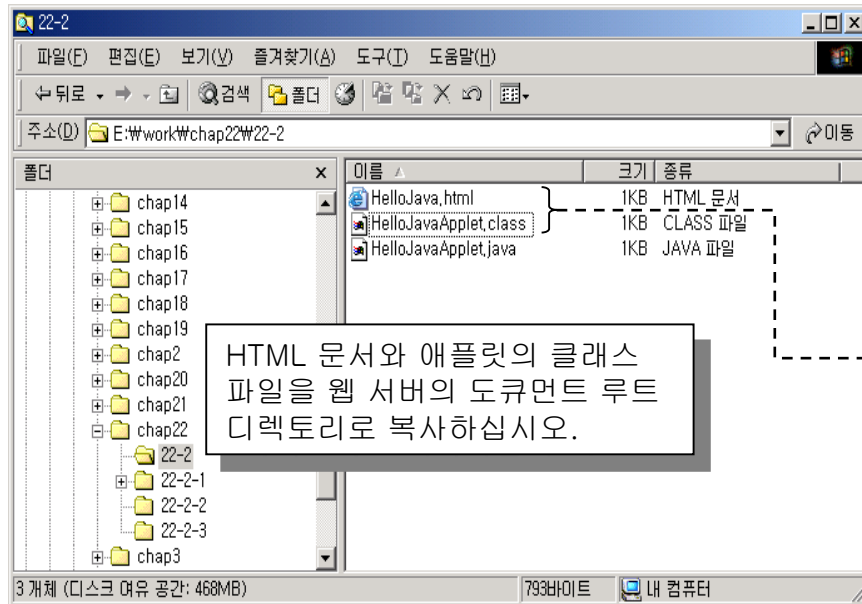 22-2
파일(F) 편집(E) 보기(V) 즐겨찾기(A) 도구(T) 도움말(H)
뒤로 검색 폴더
주소(D) E:₩work₩chap22₩22-2 이동
폴더 x
이름 크기 종류
chap14
chap15
chap16
chap17
chap18
chap19
chap2
chap20
chap21
chap22
22-2
22-2-1
22-2-2
22-2-3
chap3
HelloJava.html 1KB HTML 문서
HelloJavaApplet.class 1KB CLASS 파일
HelloJavaApplet.java 1KB JAVA 파일
HTML 문서와 애플릿의 클래스
파일을 웹 서버의 도큐먼트 루트
디렉토리로 복사하십시오.
3 개체 (디스크 여유 공간: 468MB) 793바이트 내 컴퓨터